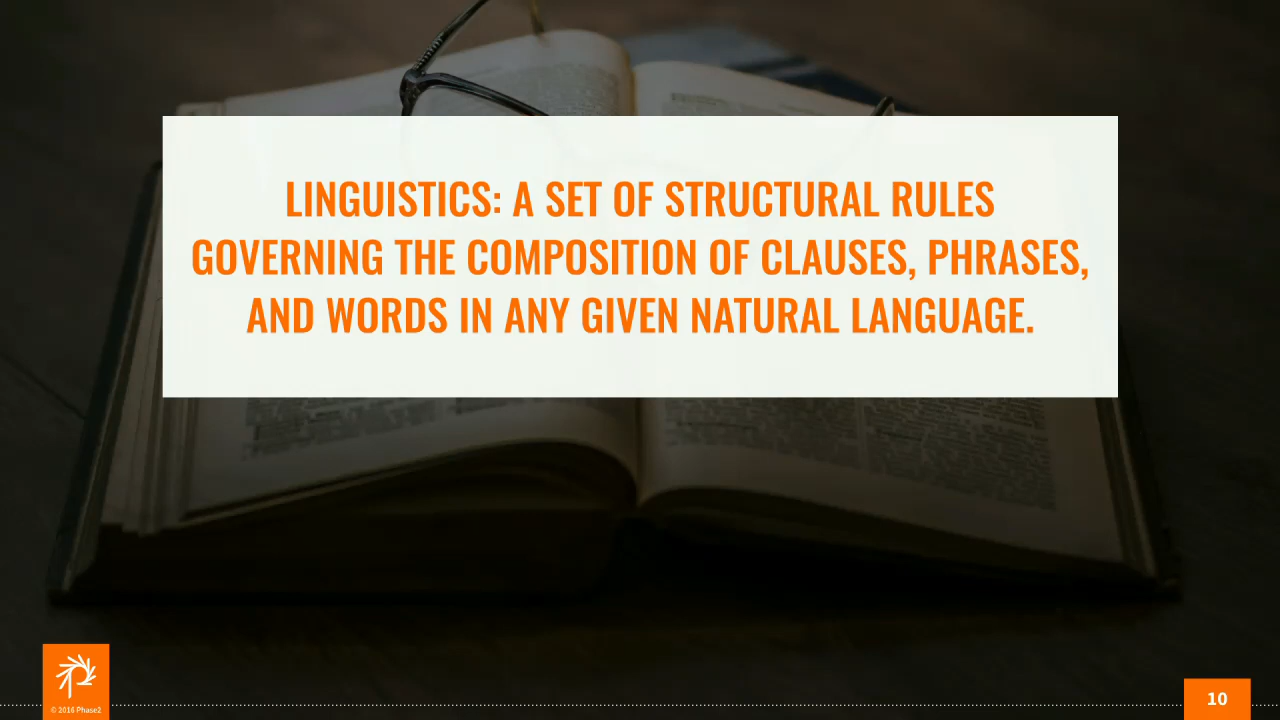 LINGUISTICS: A SET OF STRUCTURAL RULES
GOVERNING THE COMPOSITION OF CLAUSES, PHRASES,
AND WORDS IN ANY GIVEN NATURAL LANGUAGE.
© 2016 Phase2
10